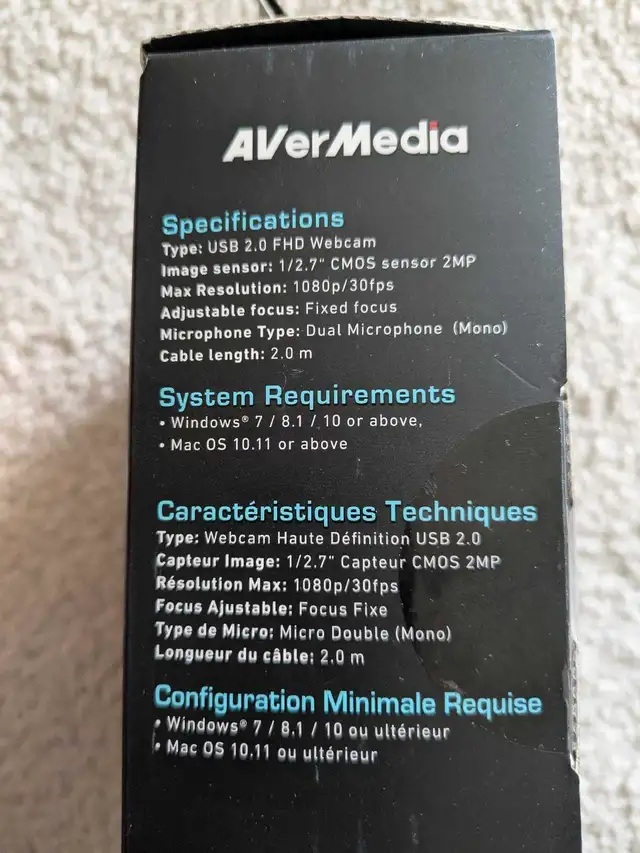 AVerMedia
Specifications
Type: USB 2.0 FHD Webcam
Image sensor: 1/2.7" CMOS sensor 2MP
Max Resolution: 1080p/30fps
Adjustable focus: Fixed focus
Microphone Type: Dual Microphone (Mono)
Cable length: 2.0 m
System Requirements
• Windows® 7 / 8.1 / 10 or above,
• Mac OS 10.11 or above
Caractéristiques Techniques
Type: Webcam Haute Définition USB 2.0
Capteur Image: 1/2.7" Capteur CMOS 2MP
Résolution Max: 1080p/30fps
Focus Ajustable: Focus Fixe
Type de Micro: Micro Double (Mono)
Longueur du câble: 2.0 m
Configuration Minimale Requise
• Windows® 7 / 8.1 / 10 ou ultérieur
• Mac OS 10.11 ou ultérieur